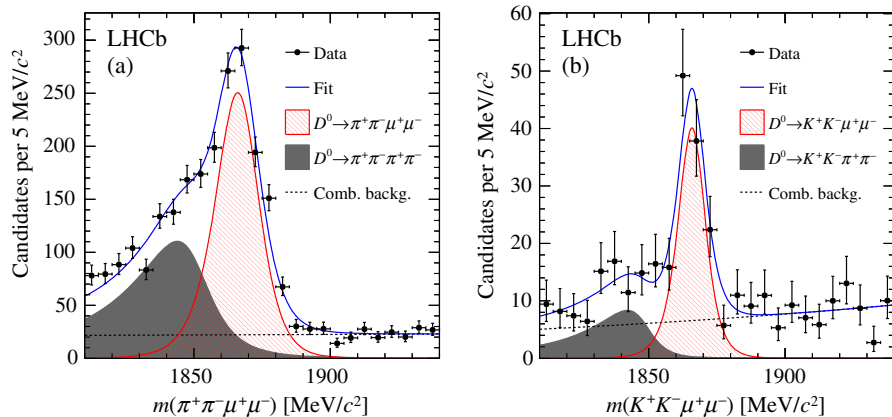 LHCb
(a)
Data
Fit
D⁰→π⁺π⁻μ⁺μ⁻
D⁰→π⁺π⁻π⁺π⁻
Comb. backg.
Candidates per 5 MeV/c²
300
250
200
150
100
50
0
1850
1900
m(π⁺π⁻μ⁺μ⁻) [MeV/c²]
LHCb
(b)
Data
Fit
D⁰→K⁺K⁻μ⁺μ⁻
D⁰→K⁺K⁻π⁺π⁻
Comb. backg.
Candidates per 5 MeV/c²
60
50
40
30
20
10
0
1850
1900
m(K⁺K⁻μ⁺μ⁻) [MeV/c²]